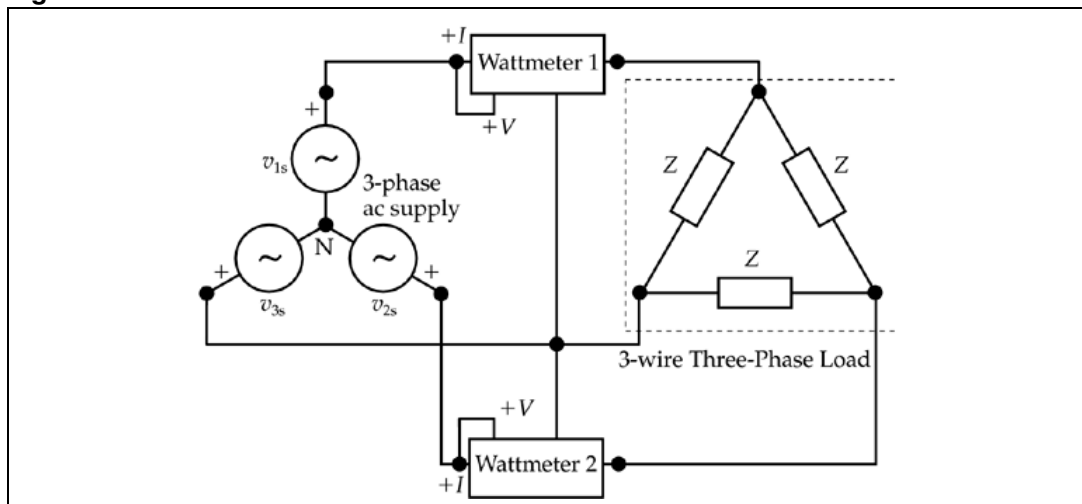 +I
Wattmeter 1
+V
+
v1s
3-phase
ac supply
N
+
v3s
v2s
+
Z
Z
Z
3-wire Three-Phase Load
+V
Wattmeter 2
+I